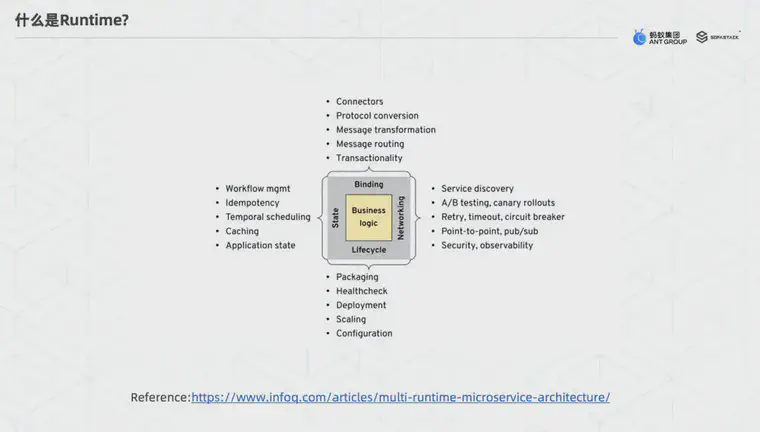 什么是Runtime?
蚂蚁集团
ANT GROUP
SOFASTACK
• Connectors
• Protocol conversion
• Message transformation
• Message routing
• Transactionality
• Workflow mgmt
• Idempotency
• Temporal scheduling
• Caching
• Application state
Binding
State
Business
logic
Networking
Lifecycle
• Service discovery
• A/B testing, canary rollouts
• Retry, timeout, circuit breaker
• Point-to-point, pub/sub
• Security, observability
• Packaging
• Healthcheck
• Deployment
• Scaling
• Configuration
Reference:https://www.infoq.com/articles/multi-runtime-microservice-architecture/